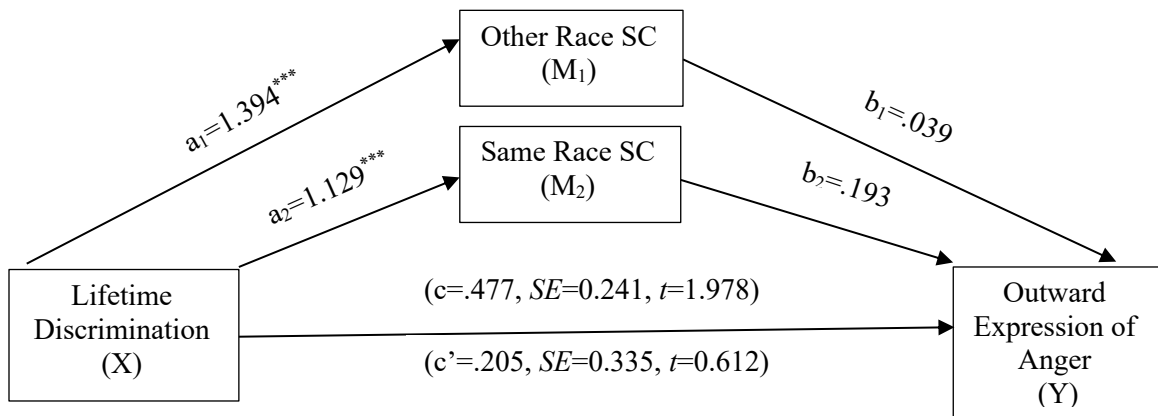 Other Race SC
(M₁)
a₁=1.394***
b₁=.039
Same Race SC
(M₂)
a₂=1.129***
b₂=.193
Lifetime
Discrimination
(X)
(c=.477, SE=0.241, t=1.978)
(c’=.205, SE=0.335, t=0.612)
Outward
Expression of
Anger
(Y)